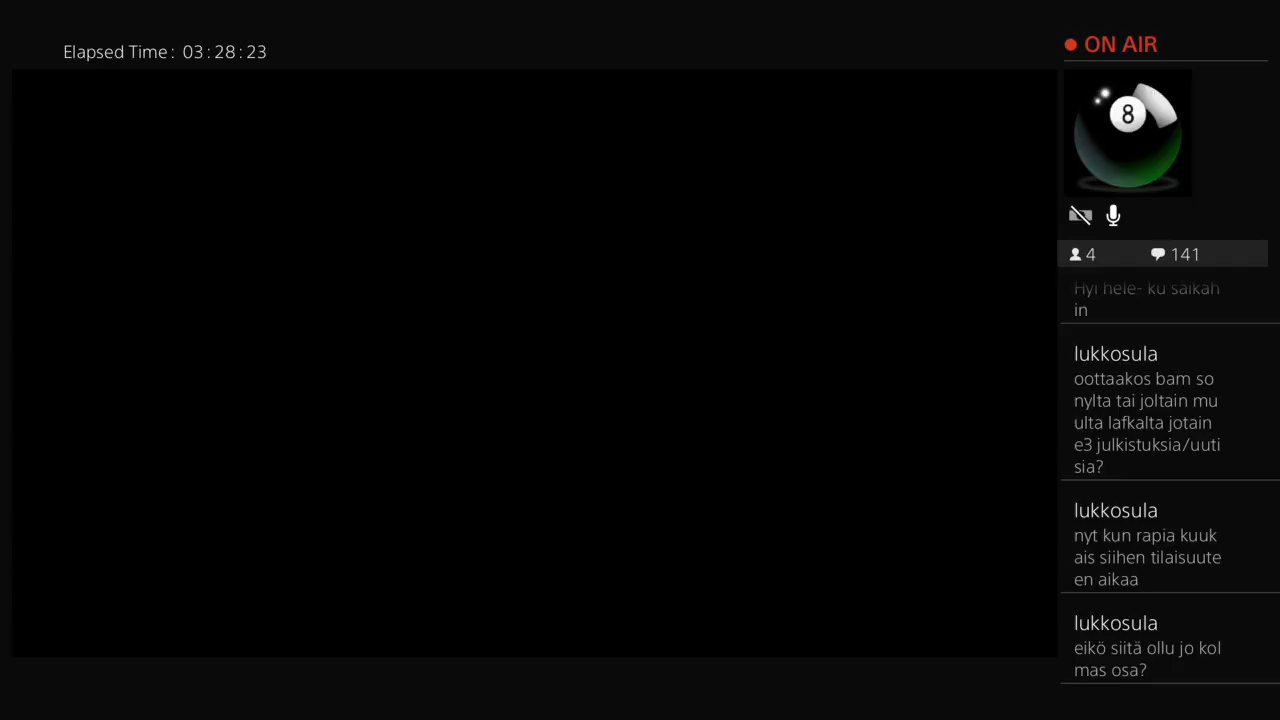 Elapsed Time: 03:28:23
ON AIR
8
4 141
Hyi hele- ku säikäh
in
lukkosula
oottaakos bam so
nylta tai joltain mu
ulta lafkalta jotain
e3 julkistuksia/uuti
sia?
lukkosula
nyt kun rapia kuuk
ais siihen tilaisuute
en aikaa
lukkosula
eikö siitä ollu jo kol
mas osa?